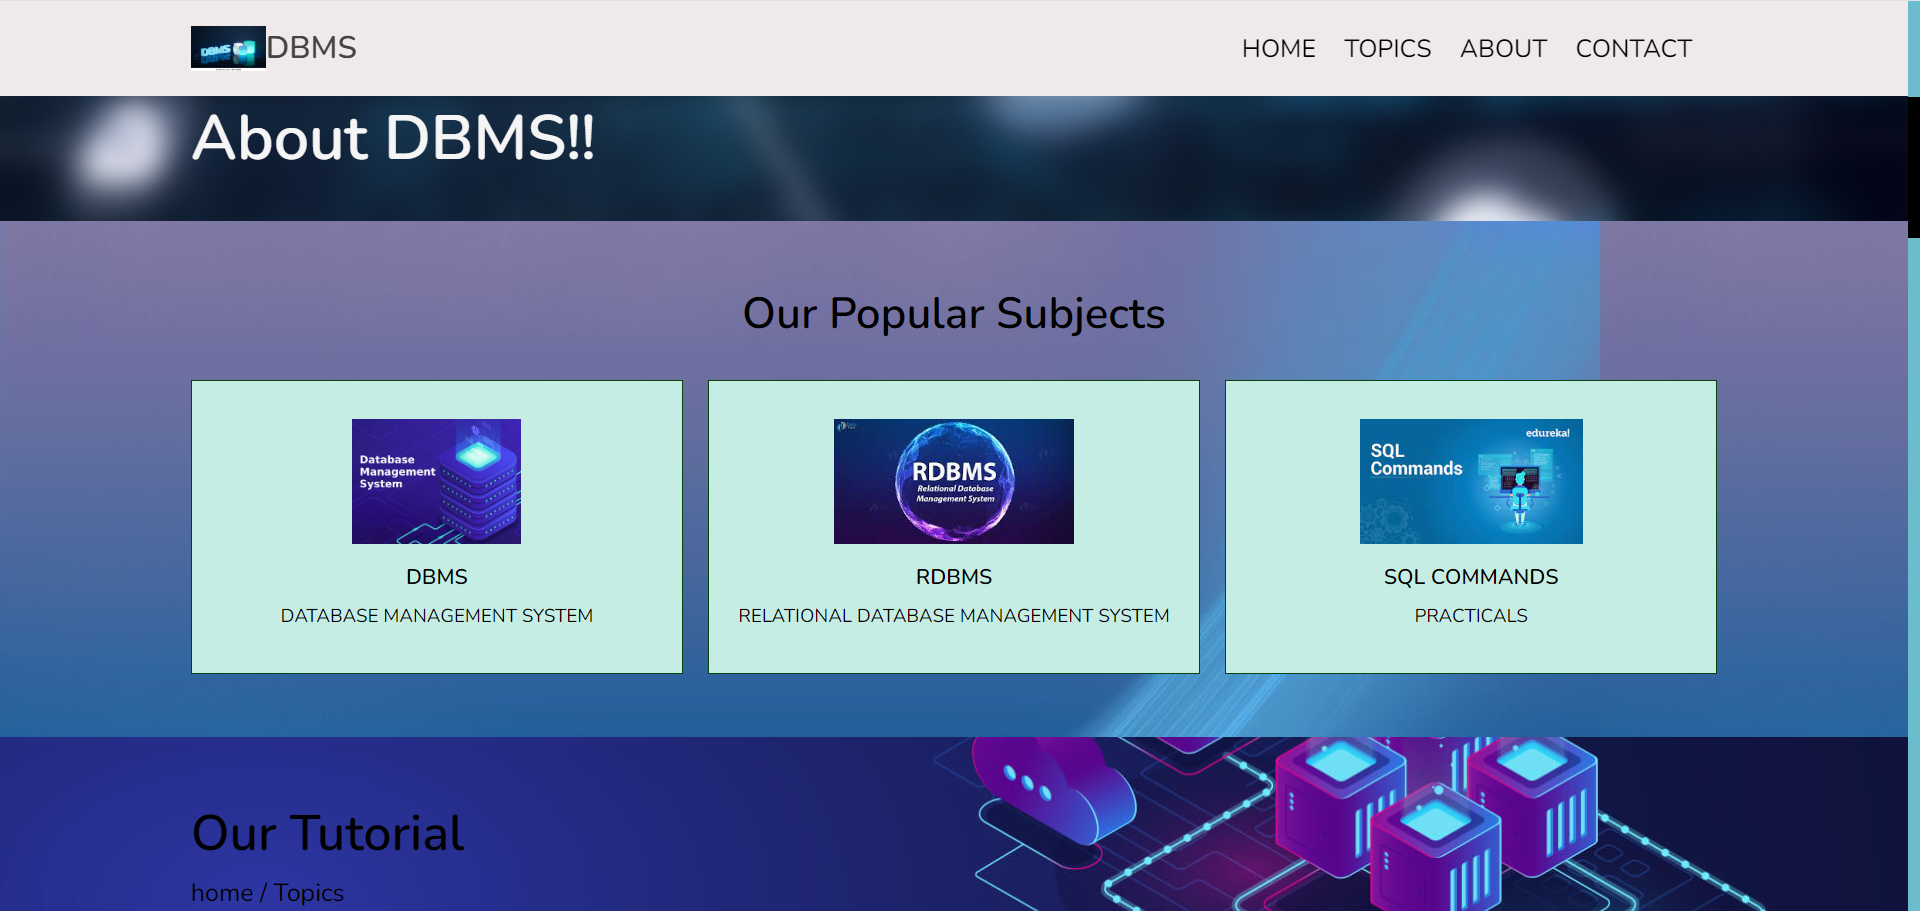 DBMS
DBMS
HOME TOPICS ABOUT CONTACT
About DBMS!!
Our Popular Subjects
Database
Management
System
DBMS
DATABASE MANAGEMENT SYSTEM
RDBMS
Relational Database
Management System
RDBMS
RELATIONAL DATABASE MANAGEMENT SYSTEM
edureka!
SQL
Commands
SQL COMMANDS
PRACTICALS
Our Tutorial
home / Topics